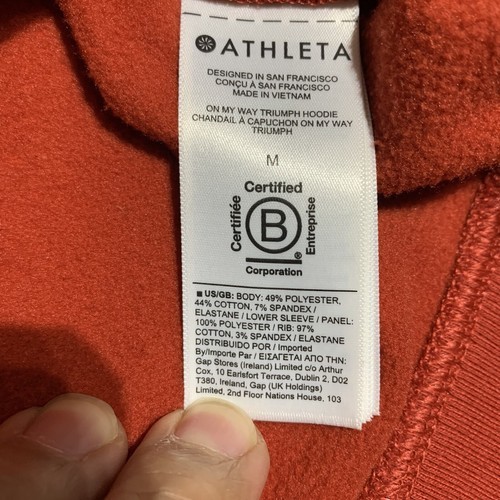 ATHLETA
DESIGNED IN SAN FRANCISCO
CONÇU À SAN FRANCISCO
MADE IN VIETNAM
ON MY WAY TRIUMPH HOODIE
CHANDAIL À CAPUCHON ON MY WAY
TRIUMPH
M
Certified
Certifiée
B
Entreprise
®
Corporation
■ US/GB: BODY: 49% POLYESTER,
44% COTTON, 7% SPANDEX /
ELASTANE / LOWER SLEEVE / PANEL:
100% POLYESTER / RIB: 97%
COTTON, 3% SPANDEX / ELASTANE
DISTRIBUIDO POR / Imported
By/Importe Par / ΕΙΣΑΓΕΤΑΙ ΑΠΟ ΤΗΝ:
Gap Stores (Ireland) Limited c/o Arthur
Cox, 10 Earlsfort Terrace, Dublin 2, D02
T380, Ireland, Gap (UK Holdings)
Limited, 2nd Floor Nations House, 103